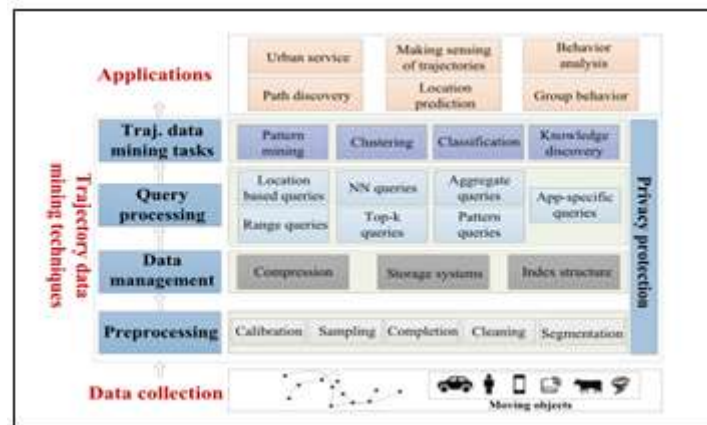 Applications
Urban service
Making sensing
of trajectories
Behavior
analysis
Path discovery
Location
prediction
Group behavior
Trajectory data
mining techniques
Traj. data
mining tasks
Pattern
mining
Clustering
Classification
Knowledge
discovery
Query
processing
Location
based queries
NN queries
Aggregate
queries
App-specific
queries
Range queries
Top-k
queries
Pattern
queries
Data
management
Compression
Storage systems
Index structure
Preprocessing
Calibration
Sampling
Completion
Cleaning
Segmentation
Privacy protection
Data collection
Moving objects